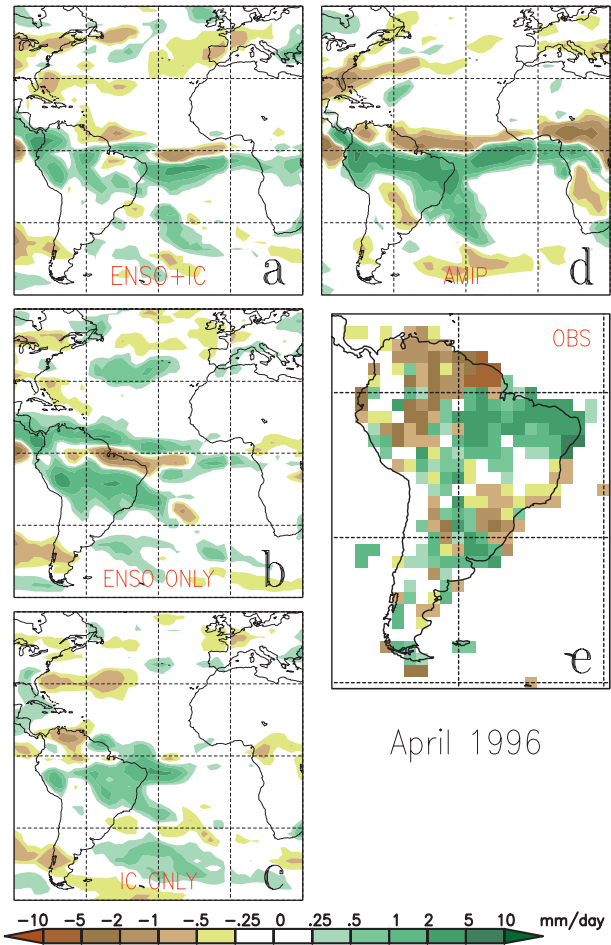 ENSO+IC
a
AMIP
d
ENSO ONLY
b
OBS
e
IC ONLY
c
April 1996
-10 -5 -2 -1 -.5 -.25 0 .25 .5 1 2 5 10 mm/day